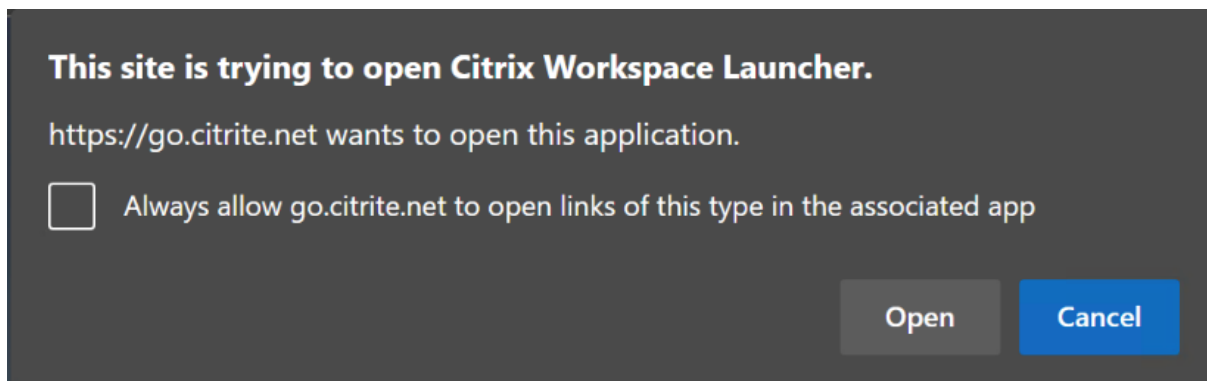 This site is trying to open Citrix Workspace Launcher.
https://go.citrite.net wants to open this application.
Always allow go.citrite.net to open links of this type in the associated app
Open
Cancel